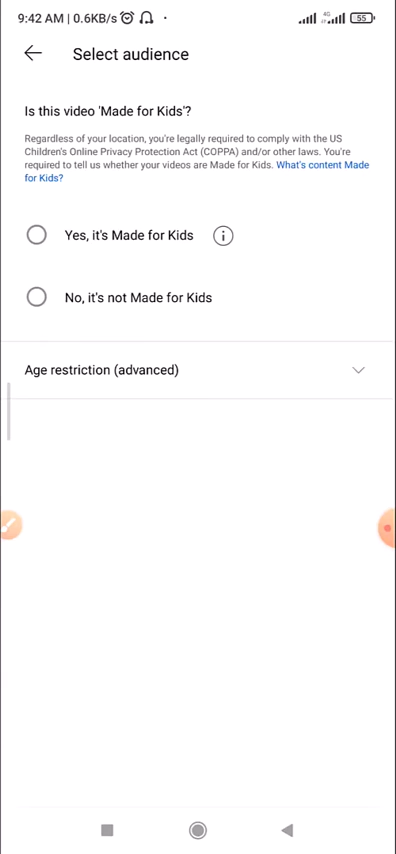 9:42 AM | 0.6KB/s
4G
55
Select audience
Is this video 'Made for Kids'?
Regardless of your location, you're legally required to comply with the US
Children's Online Privacy Protection Act (COPPA) and/or other laws. You're
required to tell us whether your videos are Made for Kids. What's content Made
for Kids?
Yes, it's Made for Kids
No, it's not Made for Kids
Age restriction (advanced)